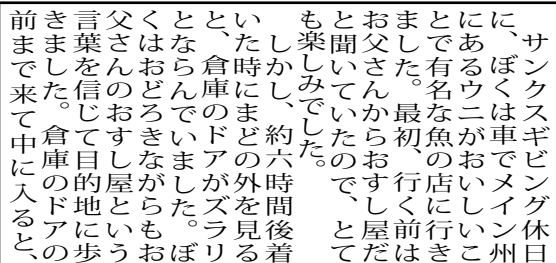 サンクスギビング休日
に、ぼくは車でメイン州
にあるウニがおいしいこ
とで有名な魚の店に行き
ました。最初、行く前は
お父さんからおすし屋だ
と聞いていたので、とて
も楽しみでした。
しかし、約六時間後着
いた時にまどの外を見る
と、倉庫のドアがズラリ
とならんでいました。ぼ
くはおどろきながらもお
父さんのおすし屋という
言葉を信じて目的地に歩
きました。倉庫のドアの
前まで来て中に入ると、